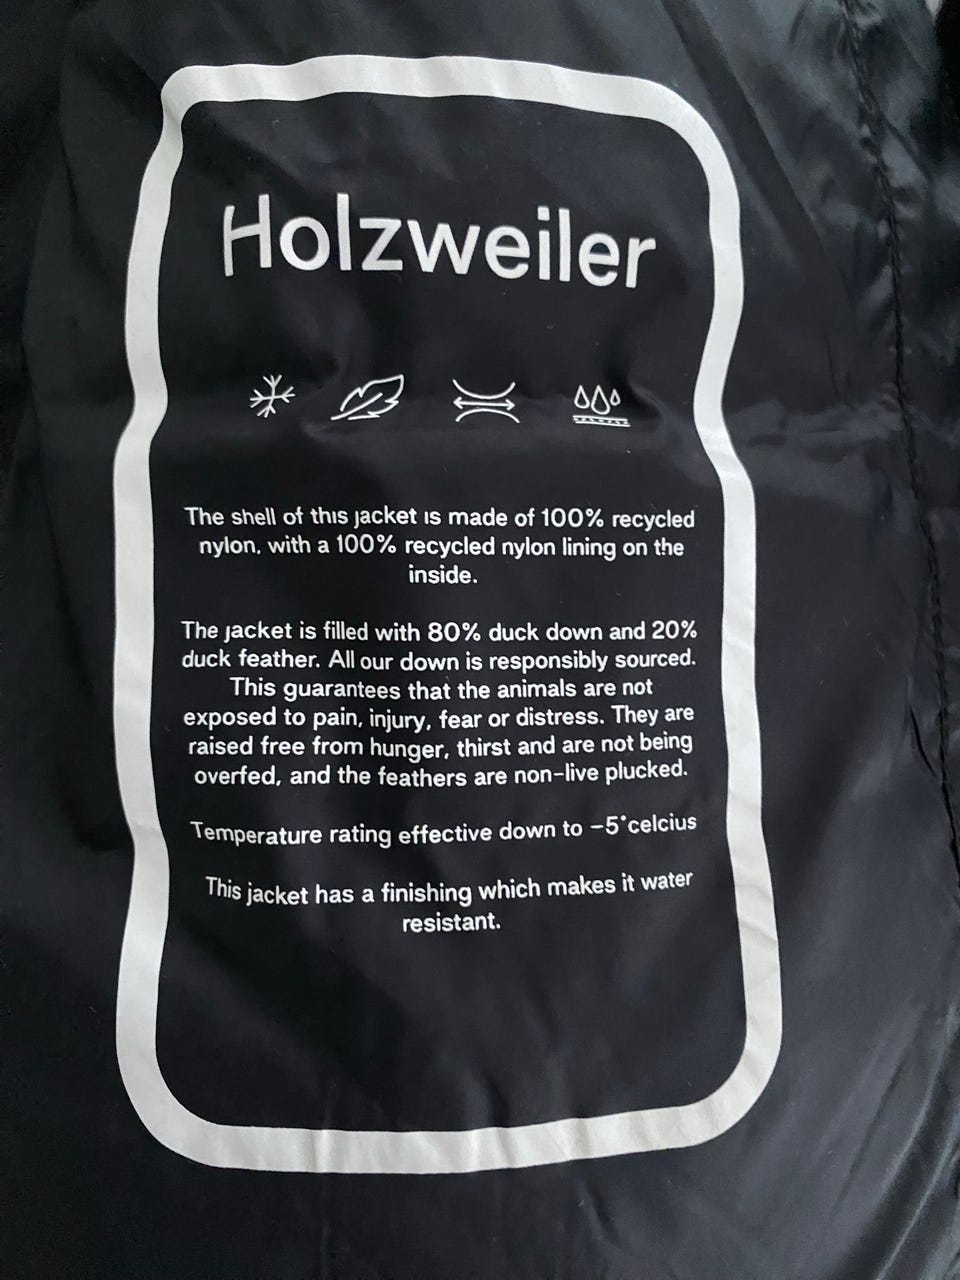 Holzweiler
The shell of this jacket is made of 100% recycled
nylon, with a 100% recycled nylon lining on the
inside.
The jacket is filled with 80% duck down and 20%
duck feather. All our down is responsibly sourced.
This guarantees that the animals are not
exposed to pain, injury, fear or distress. They are
raised free from hunger, thirst and are not being
overfed, and the feathers are non-live plucked.
Temperature rating effective down to -5°celcius
This jacket has a finishing which makes it water
resistant.